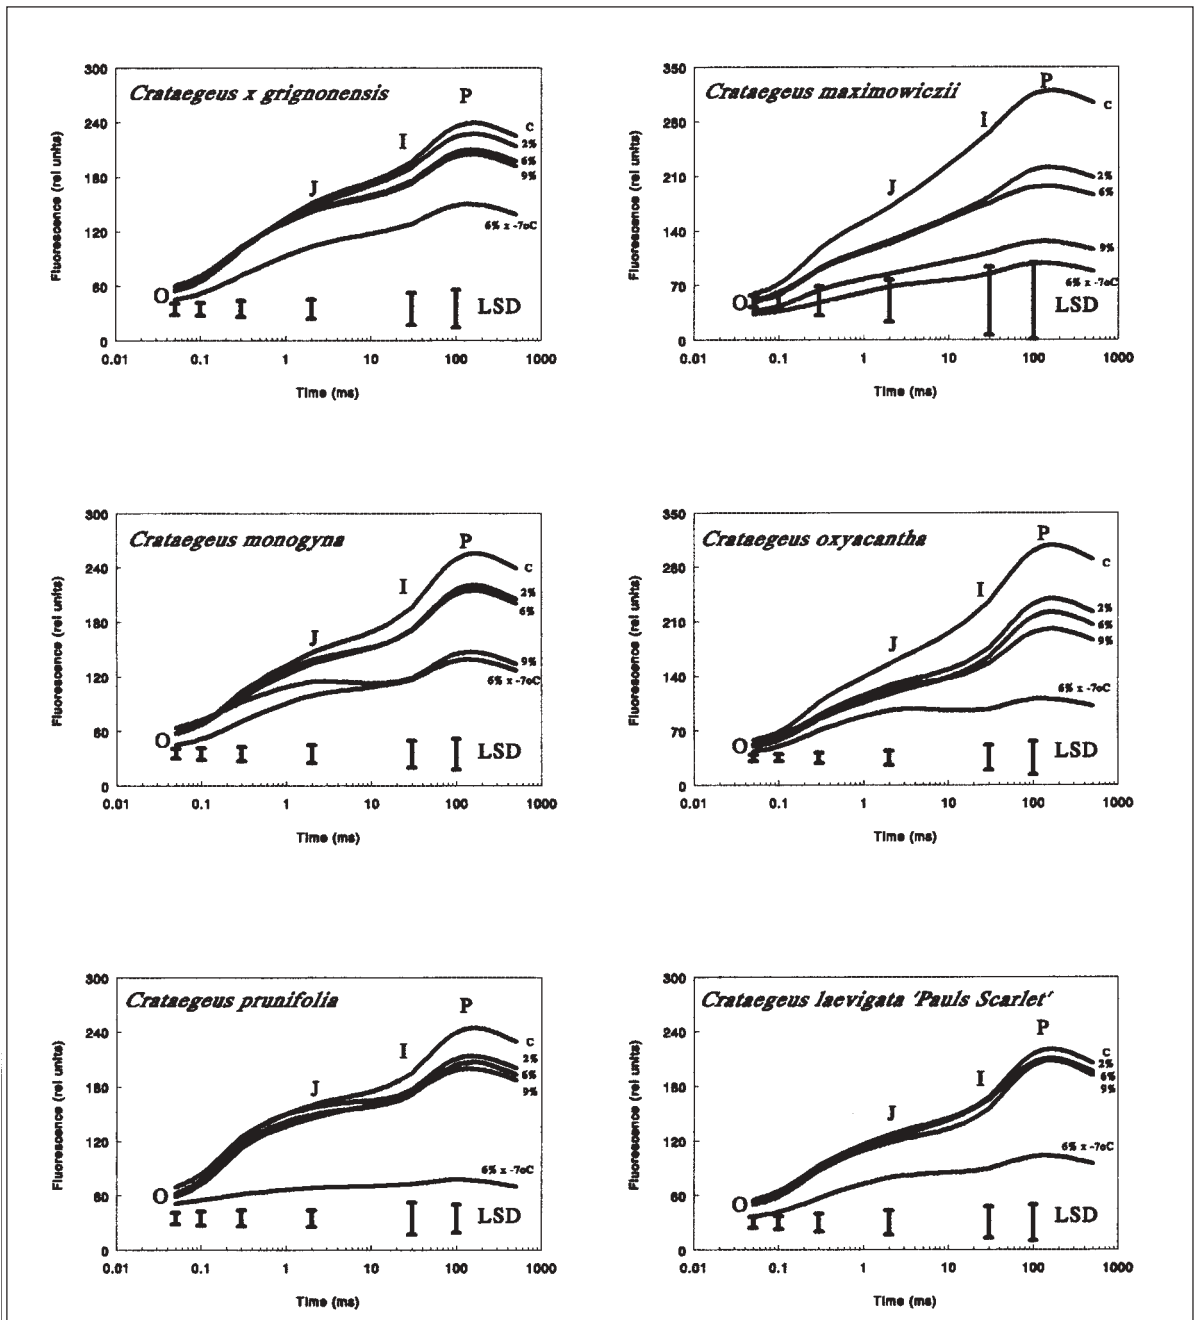 Crataegeus x grignonensis
Fluorescence (rel units)
300
240
180
120
60
0
O
J
I
P
C
2%
6%
9%
6% x -7oC
LSD
0.01 0.1 1 10 100 1000
Time (ms)
Crataegeus maximowiczii
Fluorescence (rel units)
350
280
210
140
70
0
O
J
I
P
C
2%
6%
9%
6% x -7oC
LSD
0.01 0.1 1 10 100 1000
Time (ms)
Crataegeus monogyna
Fluorescence (rel units)
300
240
180
120
60
0
O
J
I
P
C
2%
6%
9%
6% x -7oC
LSD
0.01 0.1 1 10 100 1000
Time (ms)
Crataegeus oxyacantha
Fluorescence (rel units)
350
280
210
140
70
0
O
J
I
P
C
2%
6%
9%
6% x -7oC
LSD
0.01 0.1 1 10 100 1000
Time (ms)
Crataegeus prunifolia
Fluorescence (rel units)
300
240
180
120
60
0
O
J
I
P
C
2%
6%
9%
6% x -7oC
LSD
0.01 0.1 1 10 100 1000
Time (ms)
Crataegeus laevigata 'Pauls Scarlet'
Fluorescence (rel units)
300
240
180
120
60
0
O
J
I
P
C
2%
6%
9%
6% x -7oC
LSD
0.01 0.1 1 10 100 1000
Time (ms)